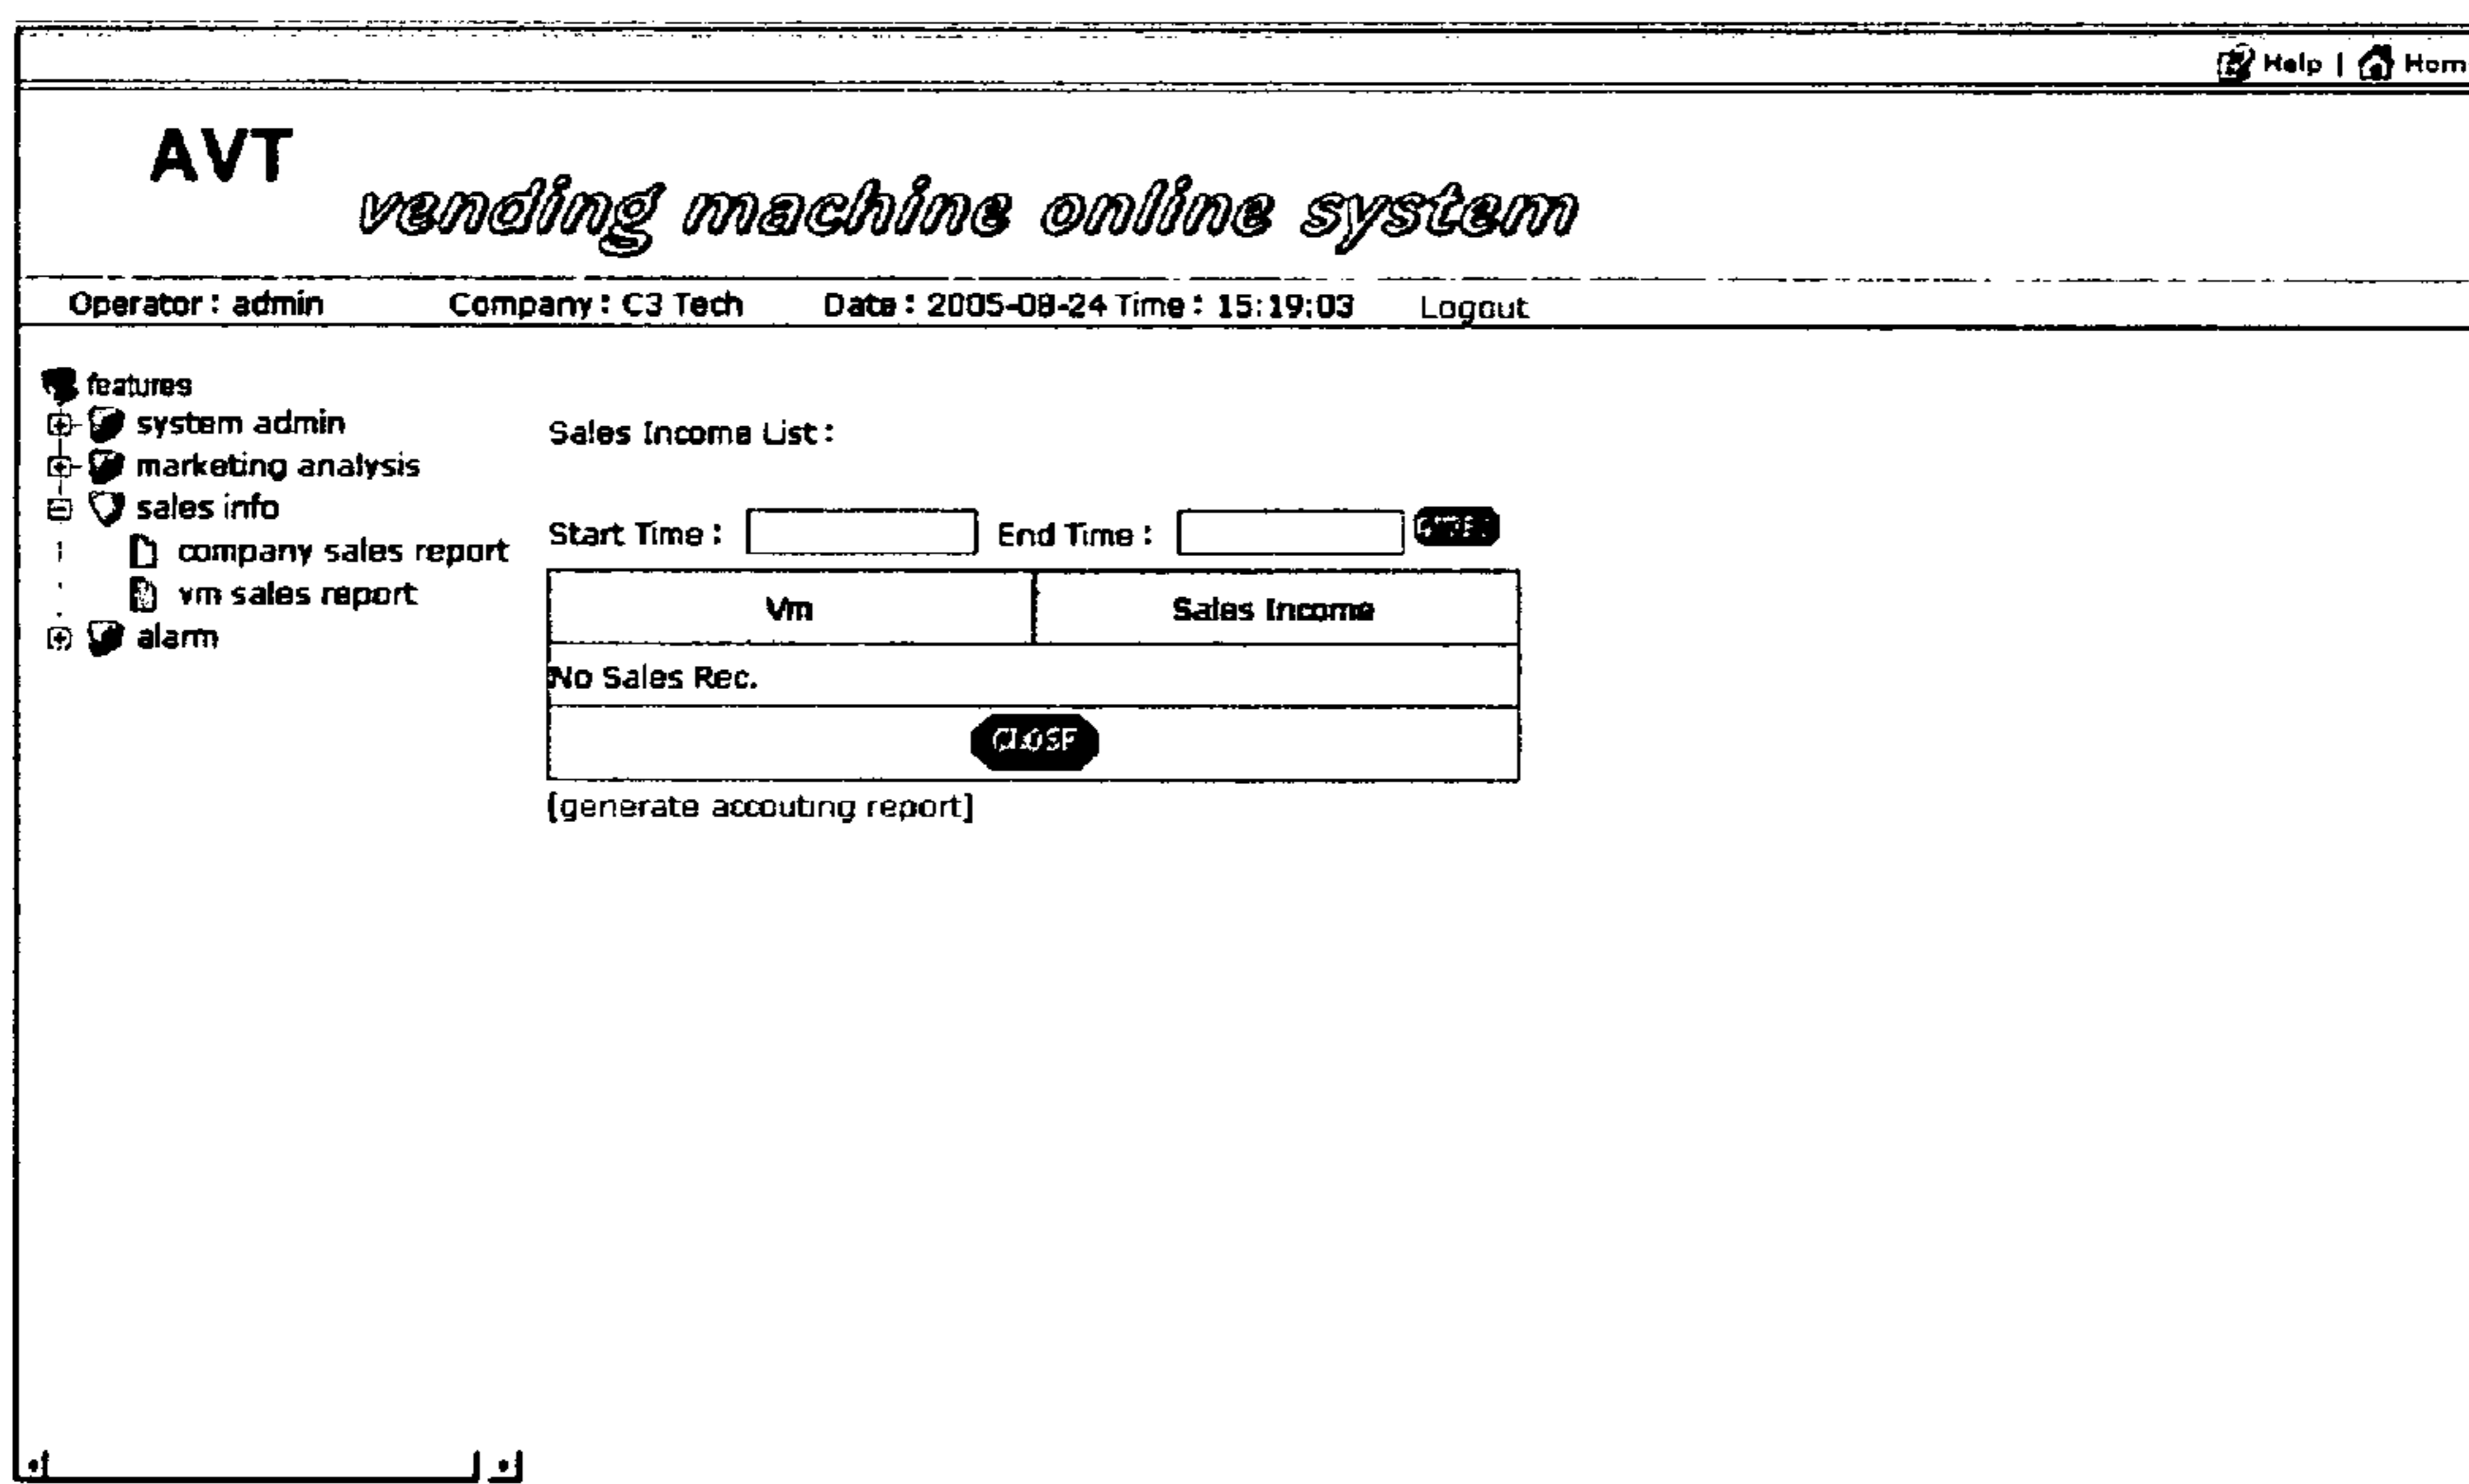 Help | Hom
AVT
vending machine online system
Operator : admin Company : C3 Tech Date : 2005-08-24 Time : 15:19:03 Logout
features
system admin
marketing analysis
sales info
company sales report
vm sales report
alarm
Sales Income List :
Start Time : End Time :
Vm Sales Income
No Sales Rec.
CLOSE
[generate accouting report]